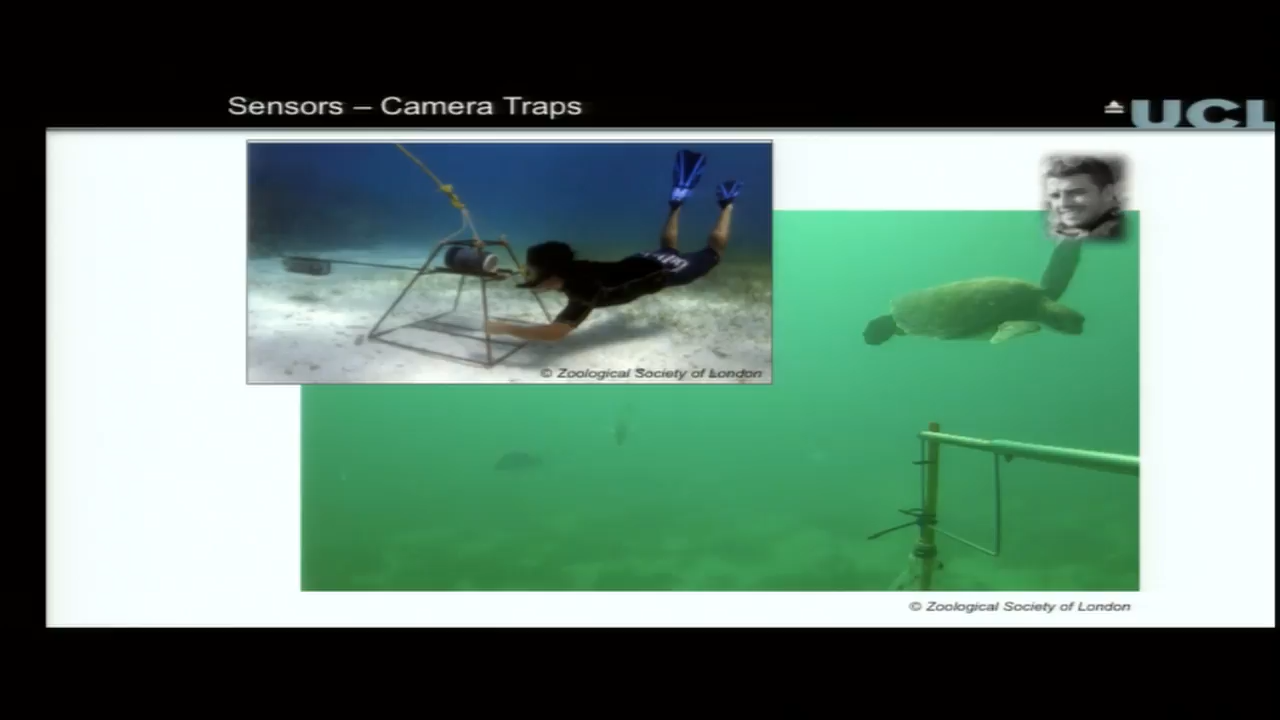 Sensors – Camera Traps
UCL
© Zoological Society of London
© Zoological Society of London